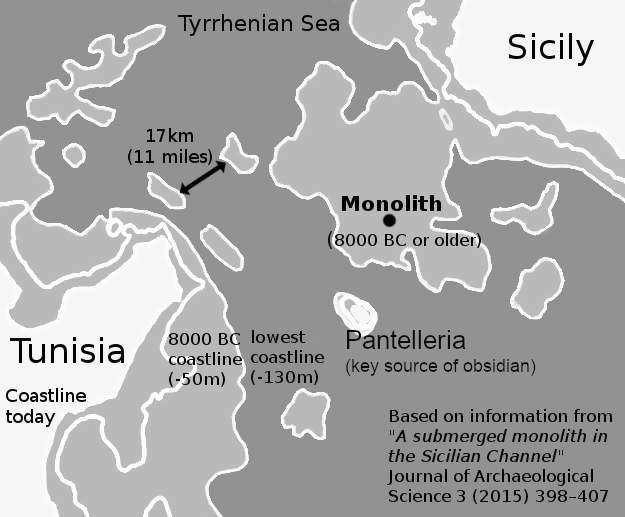 Tyrrhenian Sea
Sicily
17km
(11 miles)
Monolith
(8000 BC or older)
Tunisia
8000 BC
coastline
(-50m)
lowest
coastline
(-130m)
Pantelleria
(key source of obsidian)
Coastline
today
Based on information from
"A submerged monolith in
the Sicilian Channel"
Journal of Archaeological
Science 3 (2015) 398–407